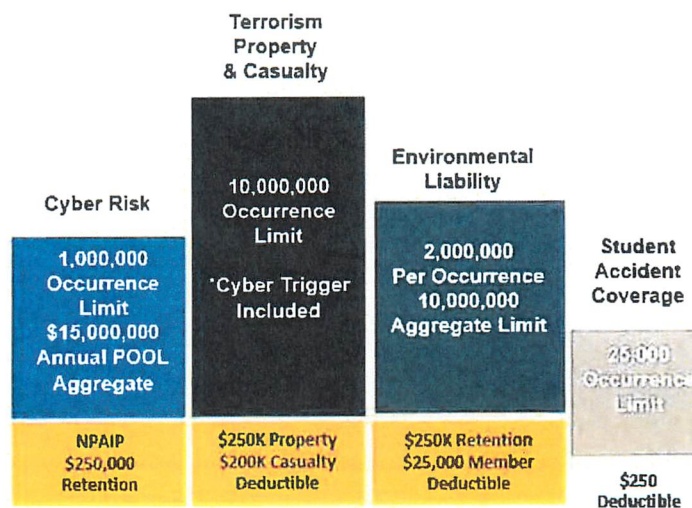 Terrorism
Property
& Casualty
10,000,000
Occurrence
Limit
*Cyber Trigger
Included
$250K Property
$200K Casualty
Deductible
Cyber Risk
1,000,000
Occurrence
Limit
$15,000,000
Annual POOL
Aggregate
NPAIP
$250,000
Retention
Environmental
Liability
2,000,000
Per Occurrence
10,000,000
Aggregate Limit
$250K Retention
$25,000 Member
Deductible
Student
Accident
Coverage
25,000
Occurrence
Limit
$250
Deductible